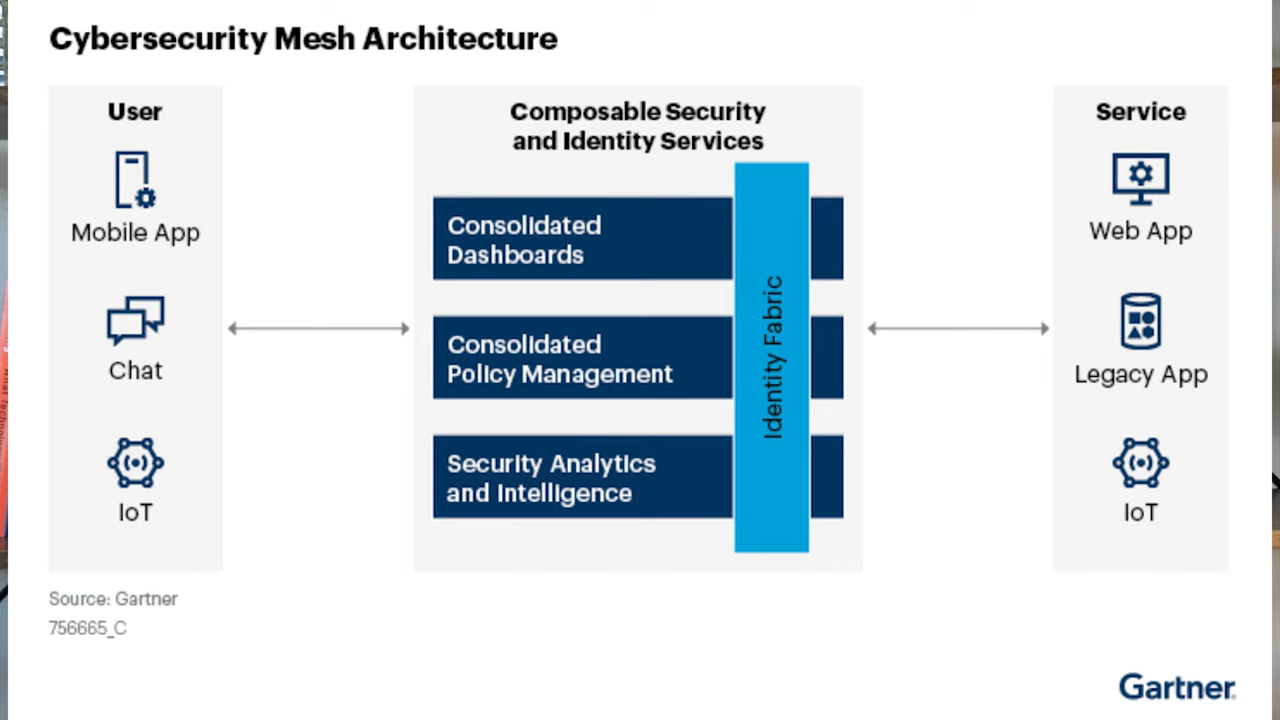 Cybersecurity Mesh Architecture
User
Mobile App
Chat
IoT
Composable Security
and Identity Services
Consolidated
Dashboards
Consolidated
Policy Management
Security Analytics
and Intelligence
Identity Fabric
Service
Web App
Legacy App
IoT
Source: Gartner
756665_C
Gartner